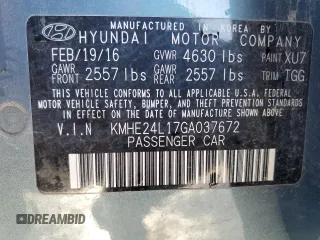 MADE IN KOREA
HYUNDAI MOTOR COMPANY
FEB/19/16 GVWR 4630 lbs PAINT XU7
GAWR FRONT 2557 lbs GAWR REAR 2557 lbs TRIM TGG
THIS VEHICLE CONFORMS TO ALL APPLICABLE
U.S. FEDERAL MOTOR VEHICLE SAFETY, BUMPER, AND THEFT
PREVENTION STANDARDS IN EFFECT ON THE DATE OF
MANUFACTURE SHOWN ABOVE.
V.I.N KMHE24L17GA037672
PASSENGER CAR
DREAMBID